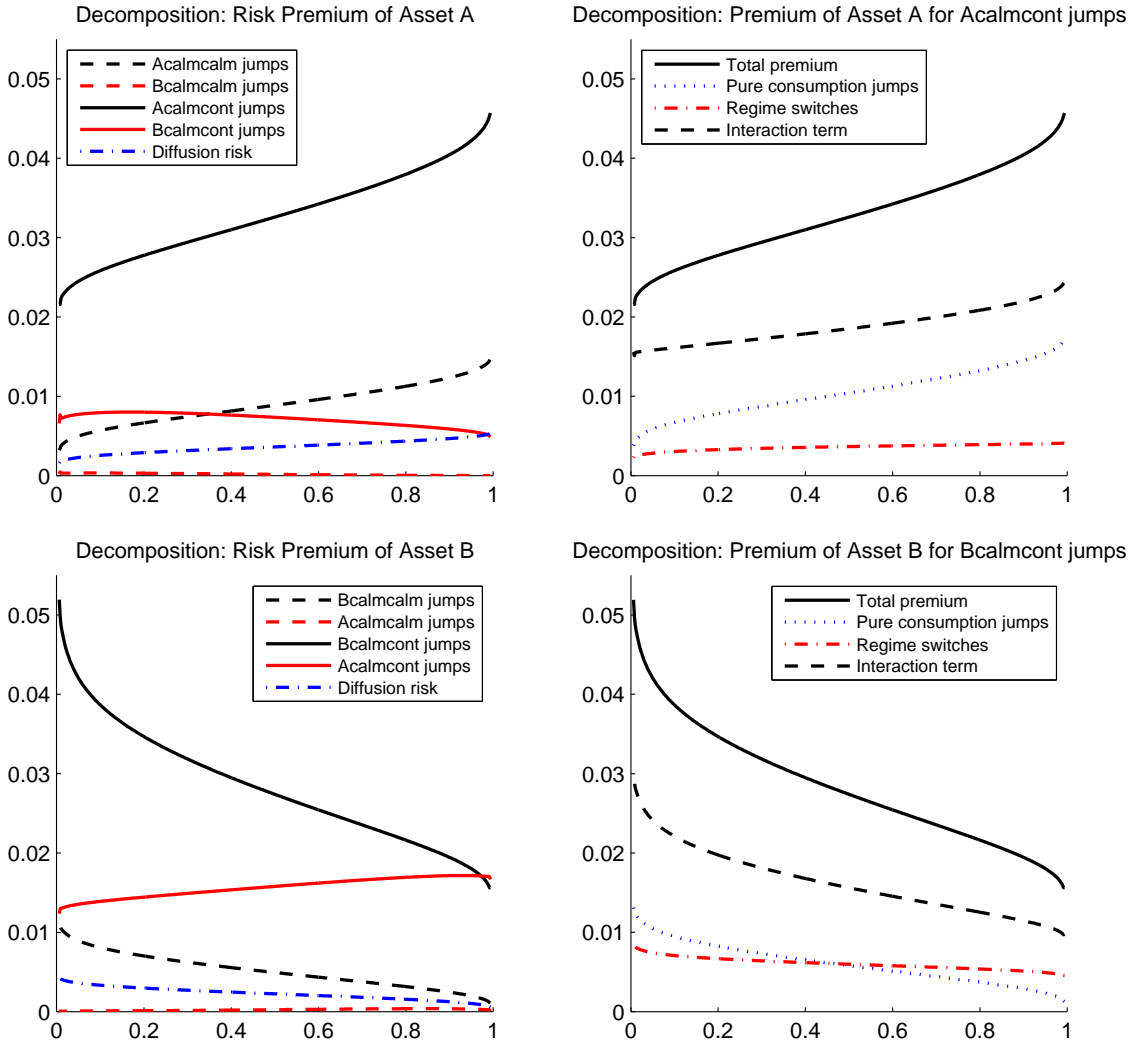 Decomposition: Risk Premium of Asset A
0.05
0.04
0.03
0.02
0.01
0
Acalmcalm jumps
Bcalmcalm jumps
Acalmcont jumps
Bcalmcont jumps
Diffusion risk
0 0.2 0.4 0.6 0.8 1
Decomposition: Premium of Asset A for Acalmcont jumps
0.05
0.04
0.03
0.02
0.01
0
Total premium
Pure consumption jumps
Regime switches
Interaction term
0 0.2 0.4 0.6 0.8 1
Decomposition: Risk Premium of Asset B
0.05
0.04
0.03
0.02
0.01
0
Bcalmcalm jumps
Acalmcalm jumps
Bcalmcont jumps
Acalmcont jumps
Diffusion risk
0 0.2 0.4 0.6 0.8 1
Decomposition: Premium of Asset B for Bcalmcont jumps
0.05
0.04
0.03
0.02
0.01
0
Total premium
Pure consumption jumps
Regime switches
Interaction term
0 0.2 0.4 0.6 0.8 1